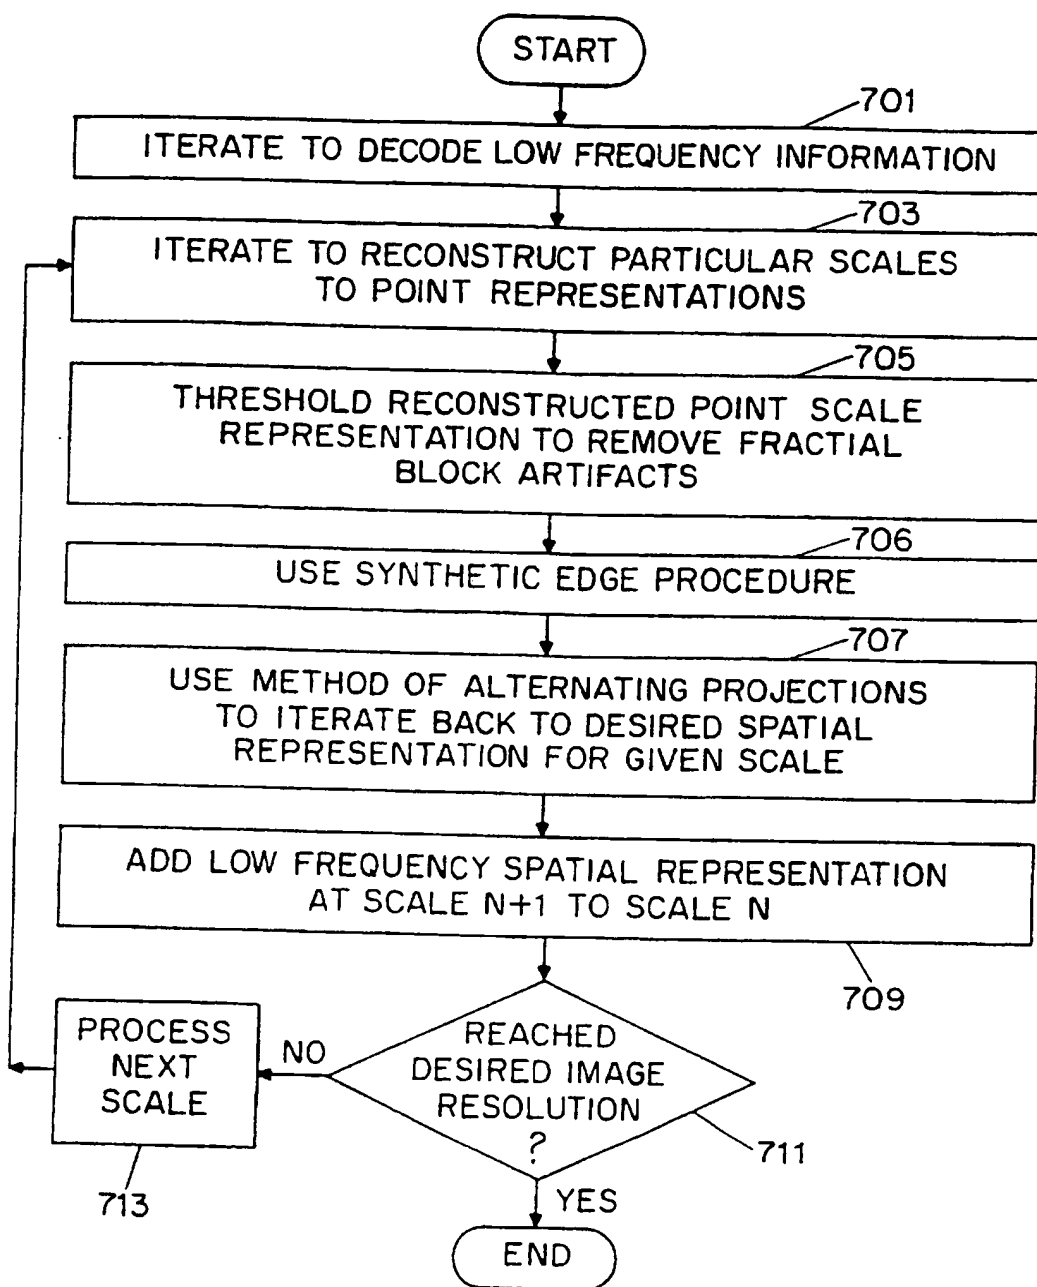 START
701
ITERATE TO DECODE LOW FREQUENCY INFORMATION
703
ITERATE TO RECONSTRUCT PARTICULAR SCALES
TO POINT REPRESENTATIONS
705
THRESHOLD RECONSTRUCTED POINT SCALE
REPRESENTATION TO REMOVE FRACTIAL
BLOCK ARTIFACTS
706
USE SYNTHETIC EDGE PROCEDURE
707
USE METHOD OF ALTERNATING PROJECTIONS
TO ITERATE BACK TO DESIRED SPATIAL
REPRESENTATION FOR GIVEN SCALE
ADD LOW FREQUENCY SPATIAL REPRESENTATION
AT SCALE N+1 TO SCALE N
709
REACHED
DESIRED IMAGE
RESOLUTION
?
711
NO
PROCESS
NEXT
SCALE
713
YES
END